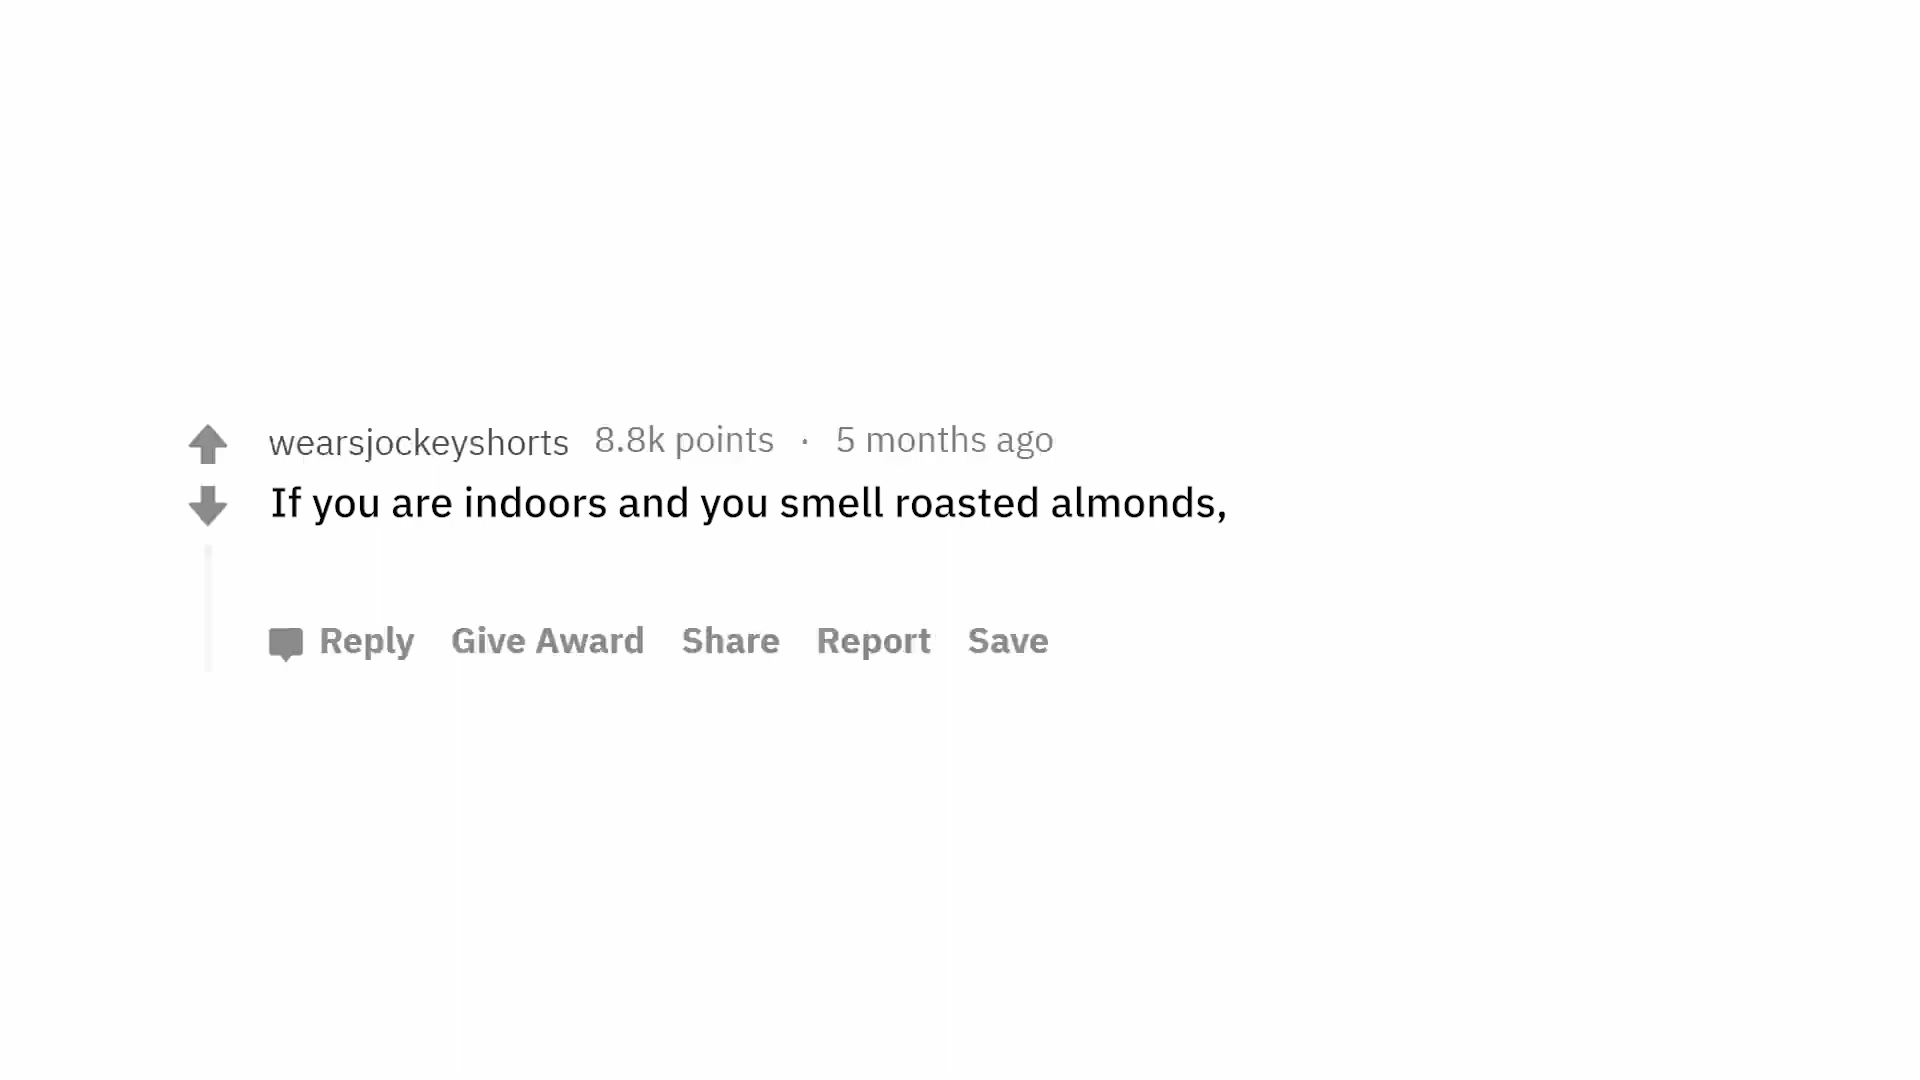 wearsjockeyshorts 8.8k points · 5 months ago
If you are indoors and you smell roasted almonds,
Reply Give Award Share Report Save